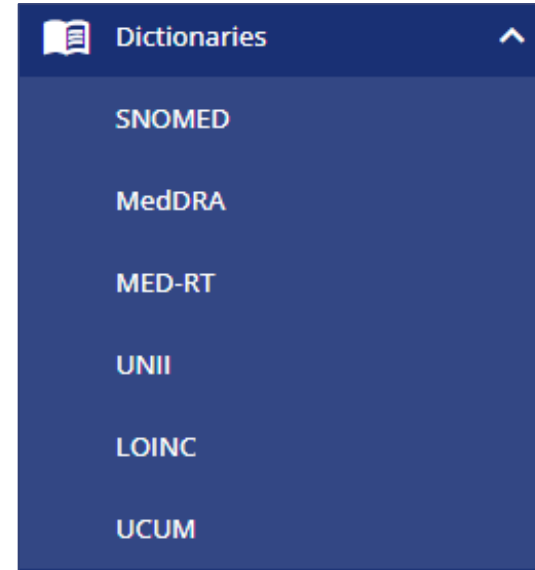 Dictionaries
SNOMED
MedDRA
MED-RT
UNII
LOINC
UCUM